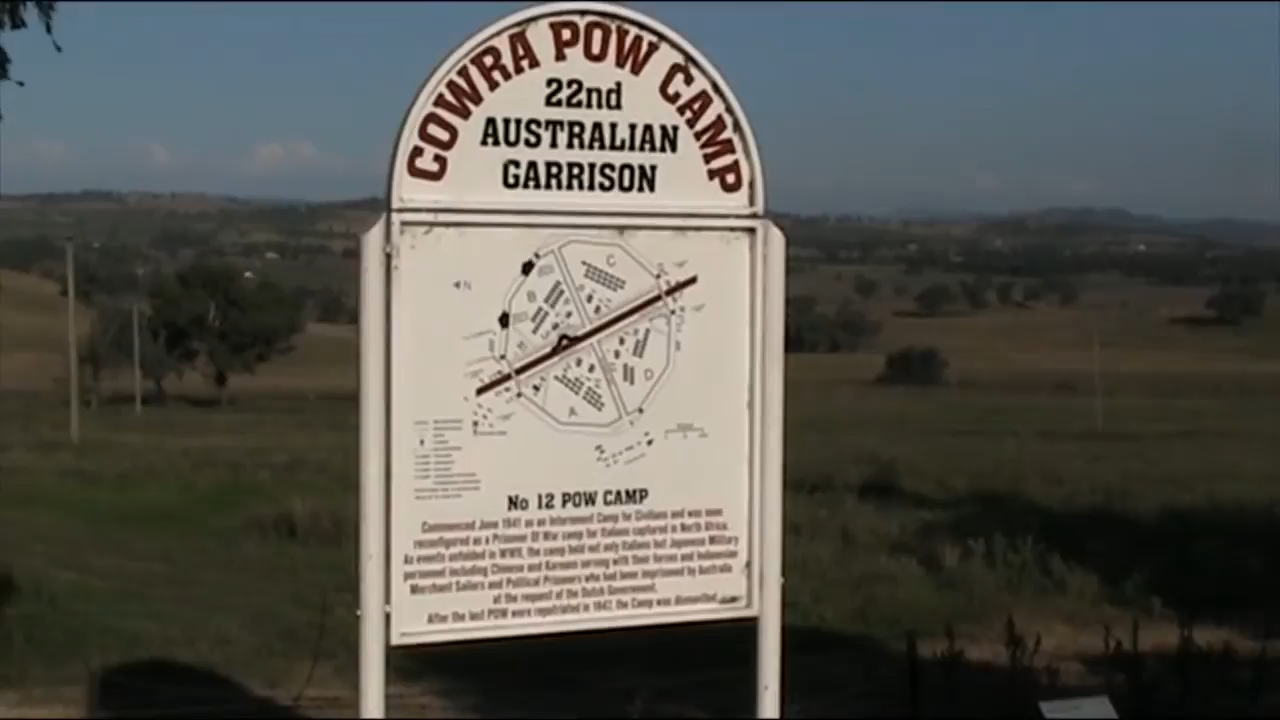 COWRA POW CAMP
22nd
AUSTRALIAN
GARRISON
N
C
B
D
A
No 12 POW CAMP
Commenced June 1941 as an Internment Camp for Civilians and was soon
reconfigured as a Prisoner Of War camp for Italians captured in North Africa.
As events unfolded in WWII, the camp held not only Italians but Japanese Military
personnel including Chinese and Koreans serving with their forces and Indonesian
Merchant Sailors and Political Prisoners who had been imprisoned by Australia
at the request of the Dutch Government.
After the last POW were repatriated in 1947, the Camp was dismantled